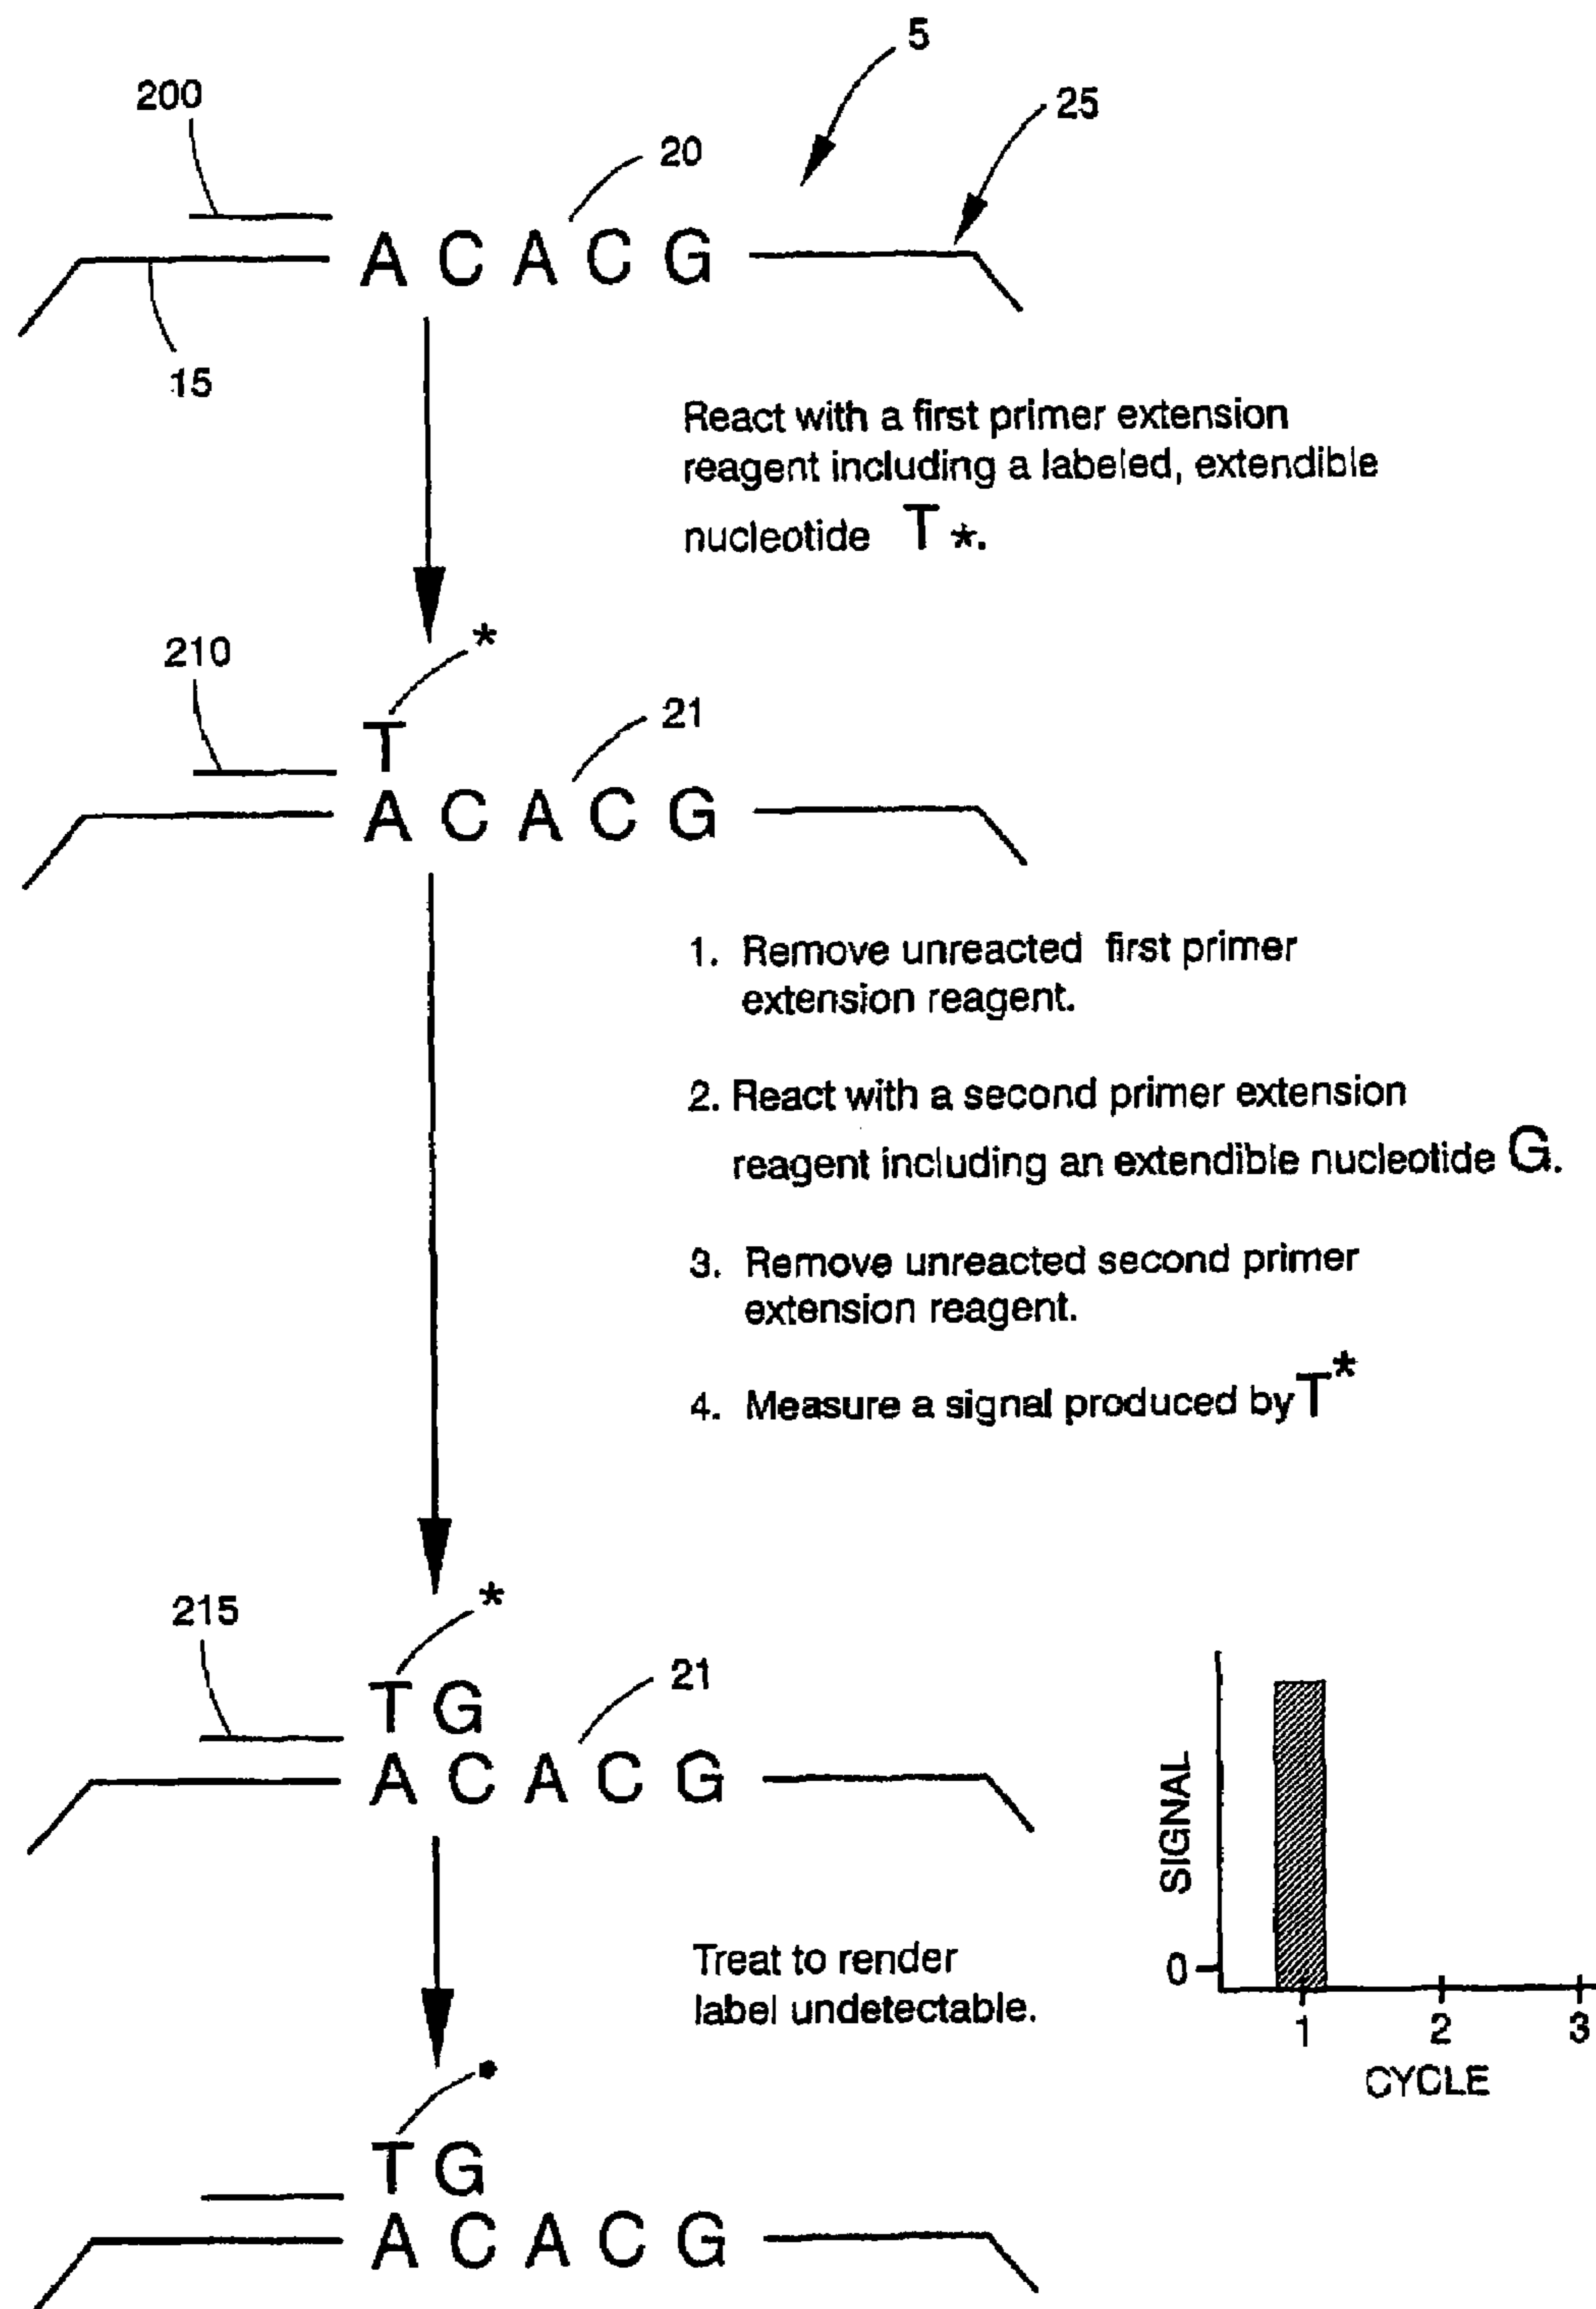 5
200
25
20
A C A C G
15
React with a first primer extension
reagent including a labeled, extendible
nucleotide T *.
*
210
21
T
A C A C G
1. Remove unreacted first primer
extension reagent.
2. React with a second primer extension
reagent including an extendible nucleotide G.
3. Remove unreacted second primer
extension reagent.
4. Measure a signal produced by T*
*
215
21
T G
A C A C G
SIGNAL
0
1 2 3
CYCLE
Treat to render
label undetectable.
T G
A C A C G